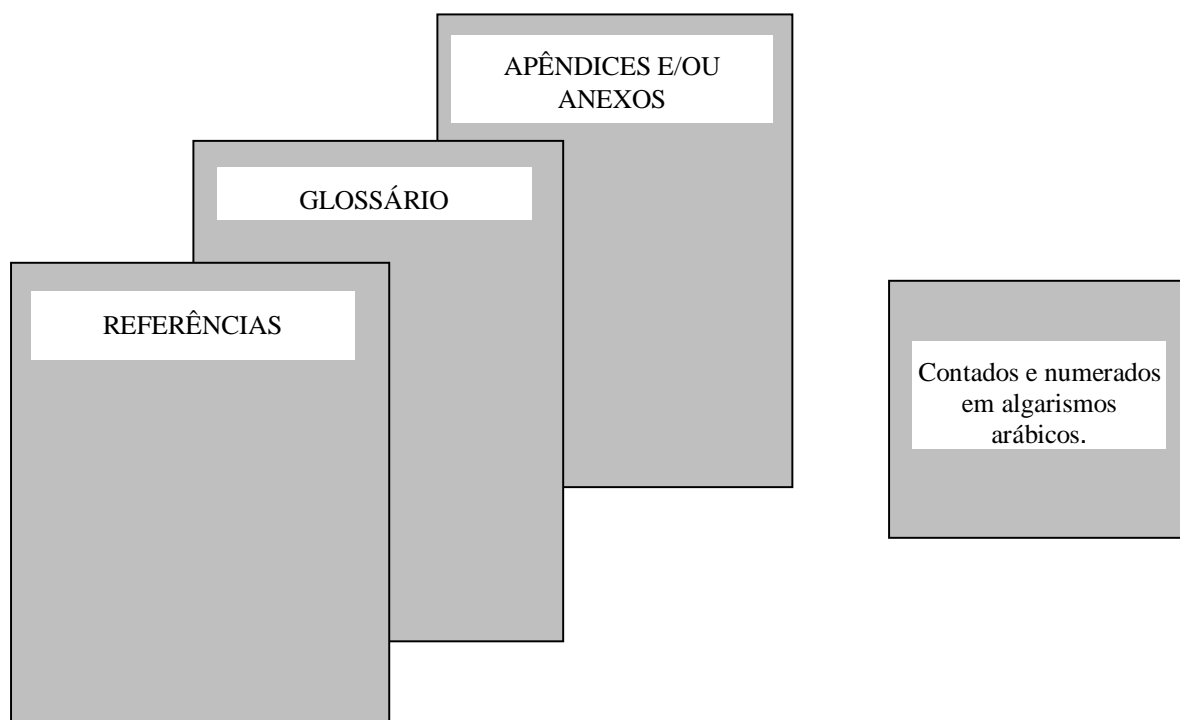 APÊNDICES E/OU
ANEXOS
GLOSSÁRIO
REFERÊNCIAS
Contados e numerados
em algarismos
arábicos.